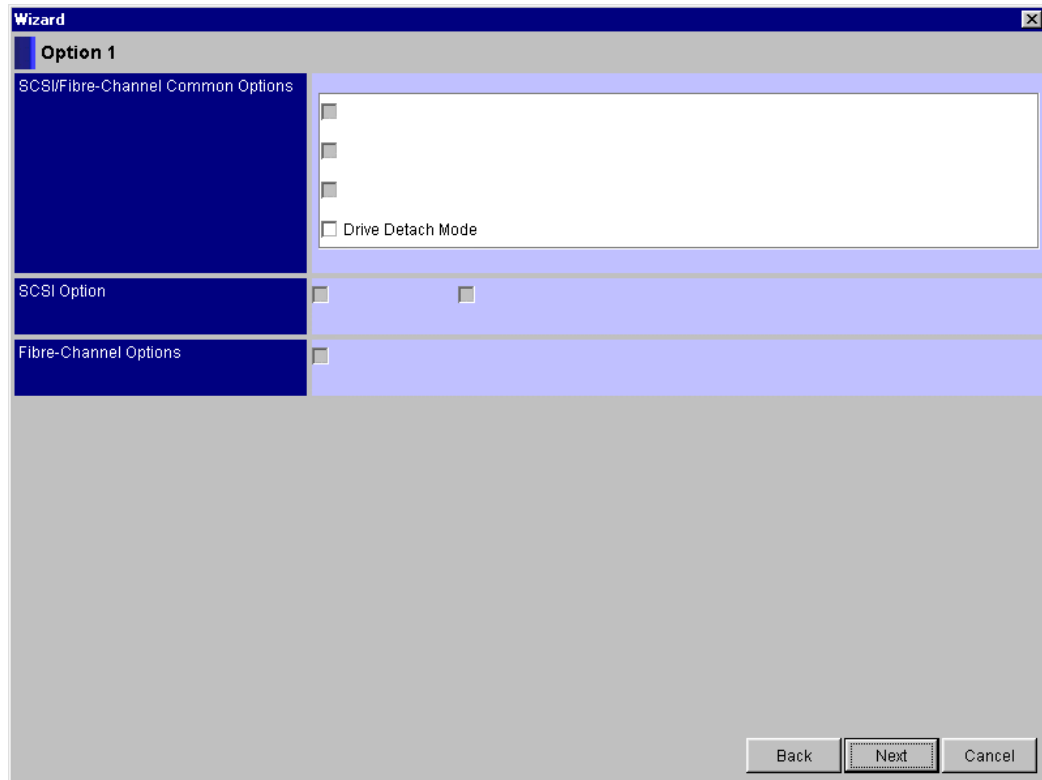 Wizard
Option 1
SCSI/Fibre-Channel Common Options
Drive Detach Mode
SCSI Option
Fibre-Channel Options
Back Next Cancel